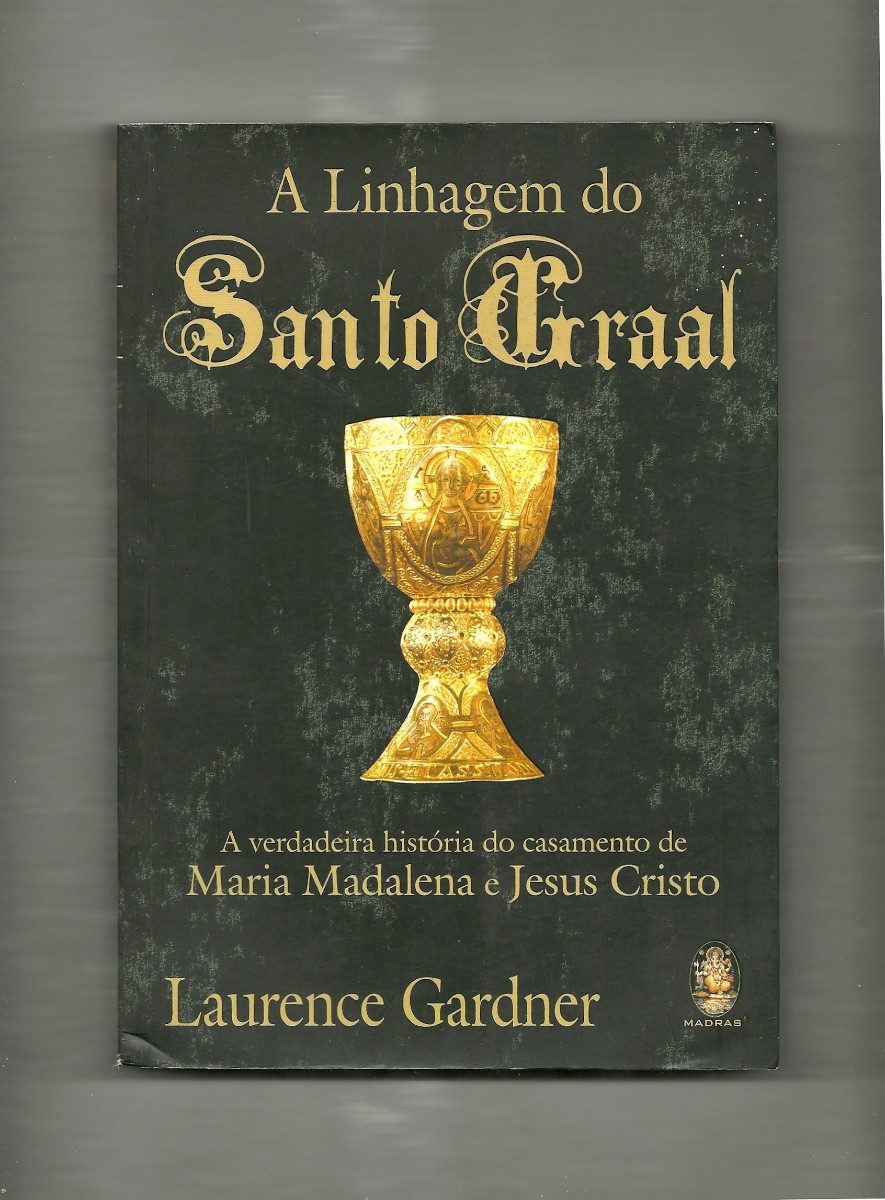 A Linhagem do
Santo Graal
A verdadeira história do casamento de
Maria Madalena e Jesus Cristo
Laurence Gardner
MADRAS